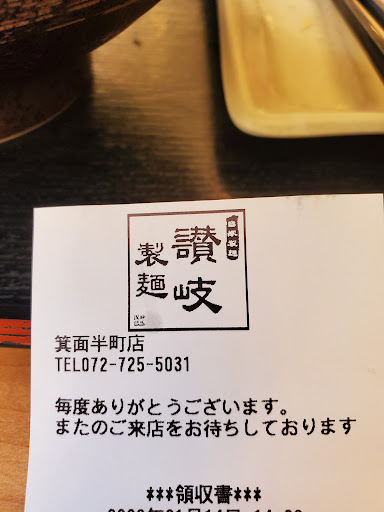 讃岐
製麺
箕面半町店
TEL072-725-5031
毎度ありがとうございます。
またのご来店をお待ちしております
***領収書***